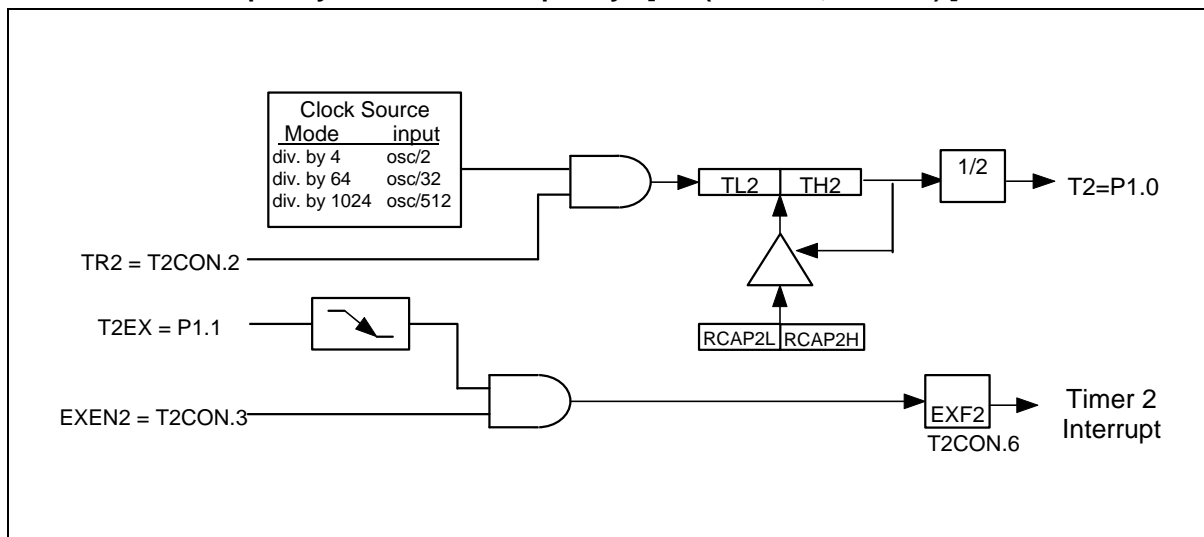 Clock Source
Mode input
div. by 4 osc/2
div. by 64 osc/32
div. by 1024 osc/512
TL2 TH2
1/2
T2=P1.0
TR2 = T2CON.2
T2EX = P1.1
RCAP2L RCAP2H
EXEN2 = T2CON.3
EXF2
T2CON.6
Timer 2
Interrupt